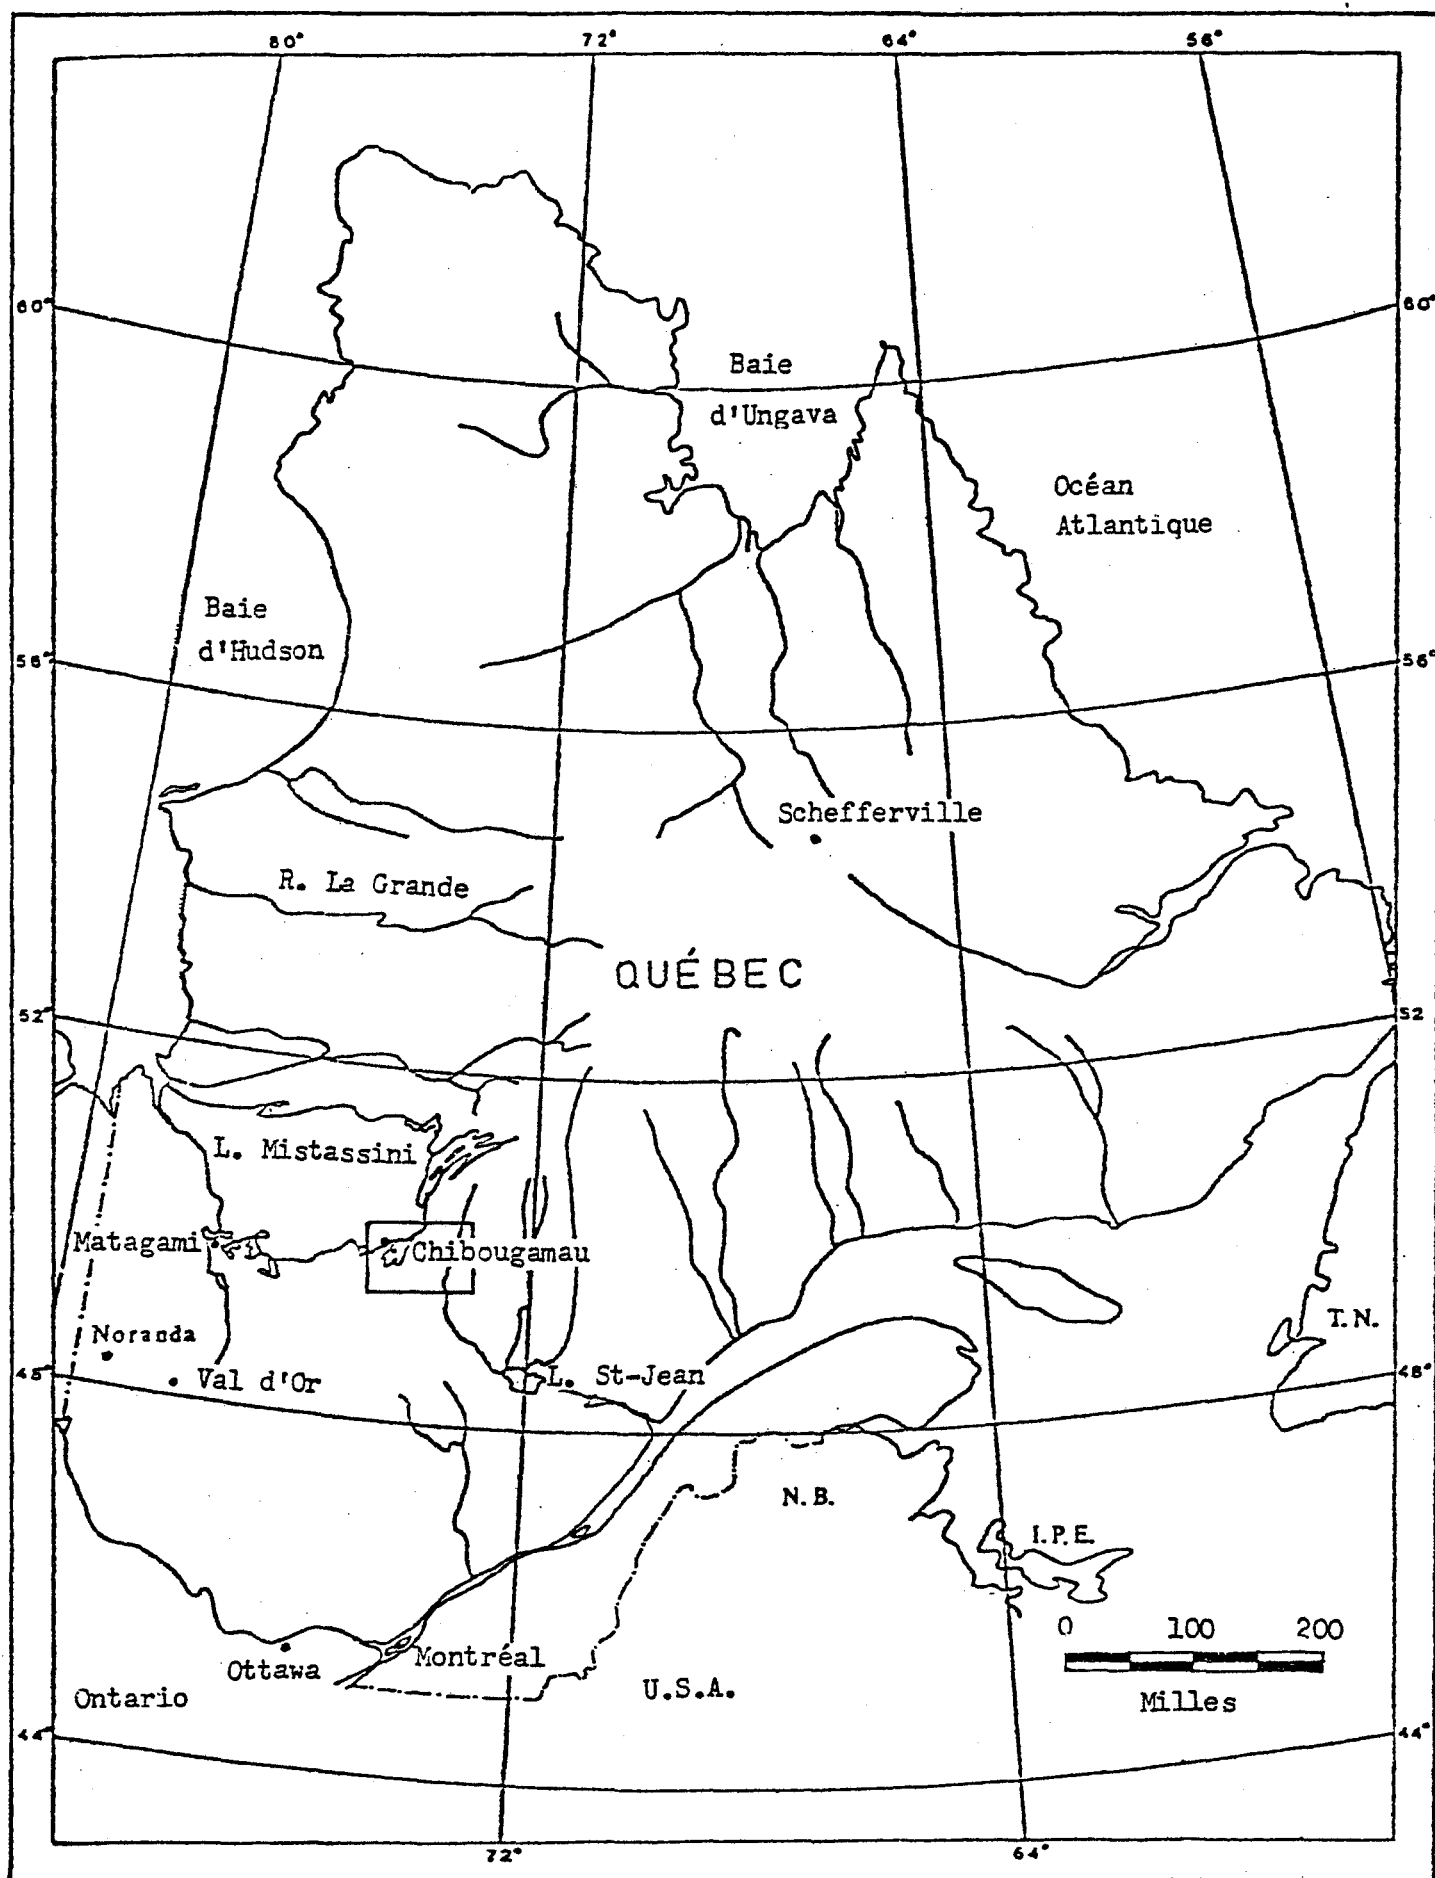 80° 72° 64° 56°
60° 60°
Baie
d'Ungava
Océan
Atlantique
Baie
d'Hudson
56° 56°
Schefferville
R. La Grande
QUÉBEC
52° 52
L. Mistassini
Matagami
Chibougamau
Noranda
T.N.
48° 48°
Val d'Or
L. St-Jean
N.B.
I.P.E.
0 100 200
Milles
Montréal
Ottawa
U.S.A.
Ontario
44° 44°
72° 64°